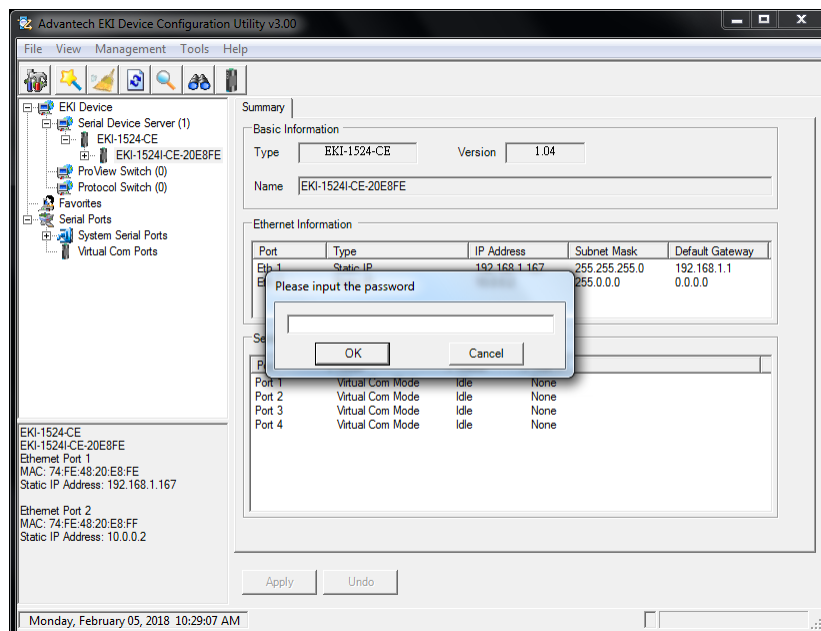 Advantech EKI Device Configuration Utility v3.00
File View Management Tools Help
EKI Device
Serial Device Server (1)
EKI-1524-CE
EKI-1524I-CE-20E8FE
ProView Switch (0)
Protocol Switch (0)
Favorites
Serial Ports
System Serial Ports
Virtual Com Ports
EKI-1524-CE
EKI-1524I-CE-20E8FE
Ethernet Port 1
MAC: 74:FE:48:20:E8:FE
Static IP Address: 192.168.1.167
Ethernet Port 2
MAC: 74:FE:48:20:E8:FF
Static IP Address: 10.0.0.2
Summary
Basic Information
Type EKI-1524-CE Version 1.04
Name EKI-1524I-CE-20E8FE
Ethernet Information
Port Type IP Address Subnet Mask Default Gateway
Eth 1 Static IP 192.168.1.167 255.255.255.0 192.168.1.1
255.0.0.0 0.0.0.0
Please input the password
OK Cancel
Port 1 Virtual Com Mode Idle None
Port 2 Virtual Com Mode Idle None
Port 3 Virtual Com Mode Idle None
Port 4 Virtual Com Mode Idle None
Apply Undo
Monday, February 05, 2018 10:29:07 AM